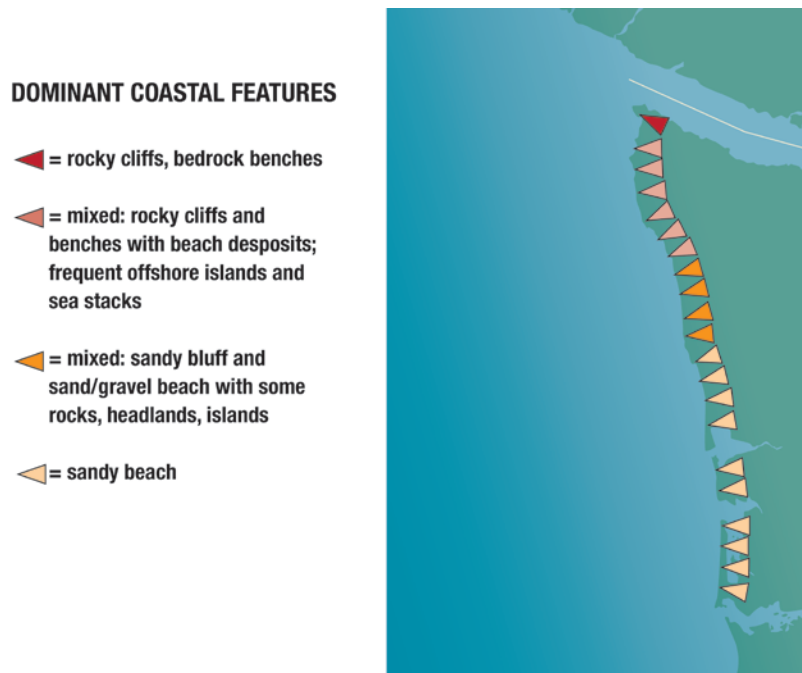 DOMINANT COASTAL FEATURES
= rocky cliffs, bedrock benches
= mixed: rocky cliffs and
benches with beach desposits;
frequent offshore islands and
sea stacks
= mixed: sandy bluff and
sand/gravel beach with some
rocks, headlands, islands
= sandy beach